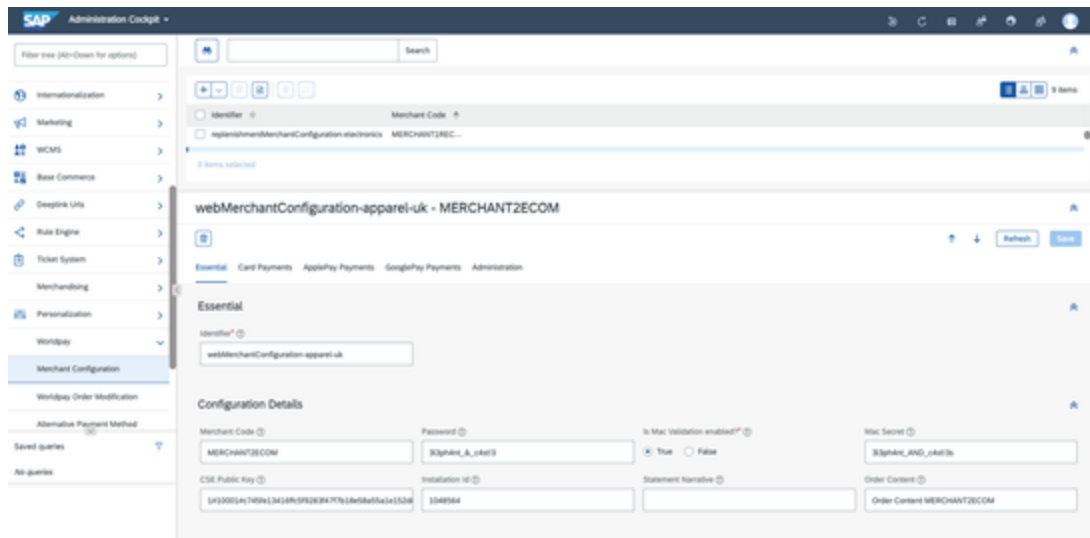 SAP Administration Cockpit
Filter tree (Alt+Down for options)
Search
Internationalization
9 items
Marketing
Identifier Merchant Code
replenishmentMerchantConfiguration-electronics MERCHANT1REC...
WCMS
0 items selected
Base Commerce
Deeplink Urls
webMerchantConfiguration-apparel-uk - MERCHANT2ECOM
Rule Engine
Refresh Save
Ticket System
Essential Card Payments ApplePay Payments GooglePay Payments Administration
Merchandising
Essential
Personalization
Identifier*
Worldpay
webMerchantConfiguration-apparel-uk
Merchant Configuration
Worldpay Order Modification
Configuration Details
Alternative Payment Method
Merchant Code Password Is Mac Validation enabled?* Mac Secret
Saved queries
MERCHANT2ECOM True False
No queries
CSE Public Key Installation Id Statement Narrative Order Content
1048564 Order Content MERCHANT2ECOM